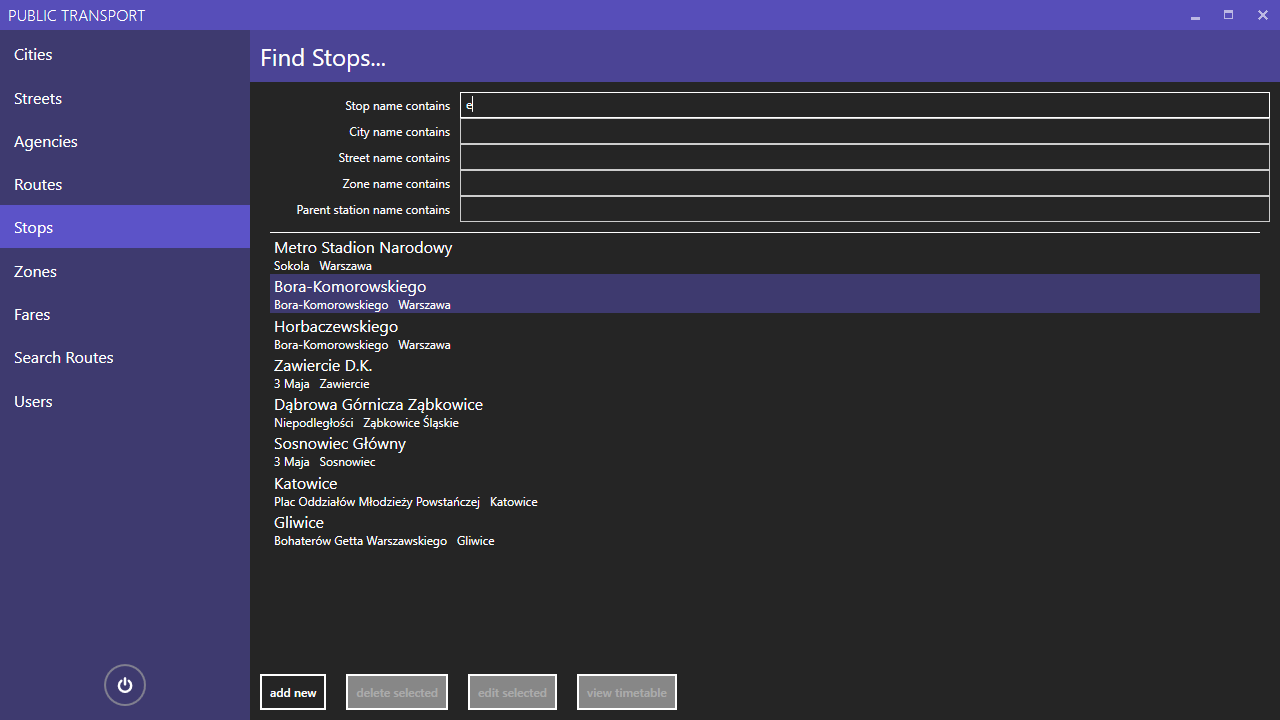 PUBLIC TRANSPORT
Cities
Streets
Agencies
Routes
Stops
Zones
Fares
Search Routes
Users
Find Stops...
Stop name contains e
City name contains
Street name contains
Zone name contains
Parent station name contains
Metro Stadion Narodowy
Sokola Warszawa
Bora-Komorowskiego
Bora-Komorowskiego Warszawa
Horbaczewskiego
Bora-Komorowskiego Warszawa
Zawiercie D.K.
3 Maja Zawiercie
Dąbrowa Górnicza Ząbkowice
Niepodległości Ząbkowice Śląskie
Sosnowiec Główny
3 Maja Sosnowiec
Katowice
Plac Oddziałów Młodzieży Powstańczej Katowice
Gliwice
Bohaterów Getta Warszawskiego Gliwice
add new delete selected edit selected view timetable